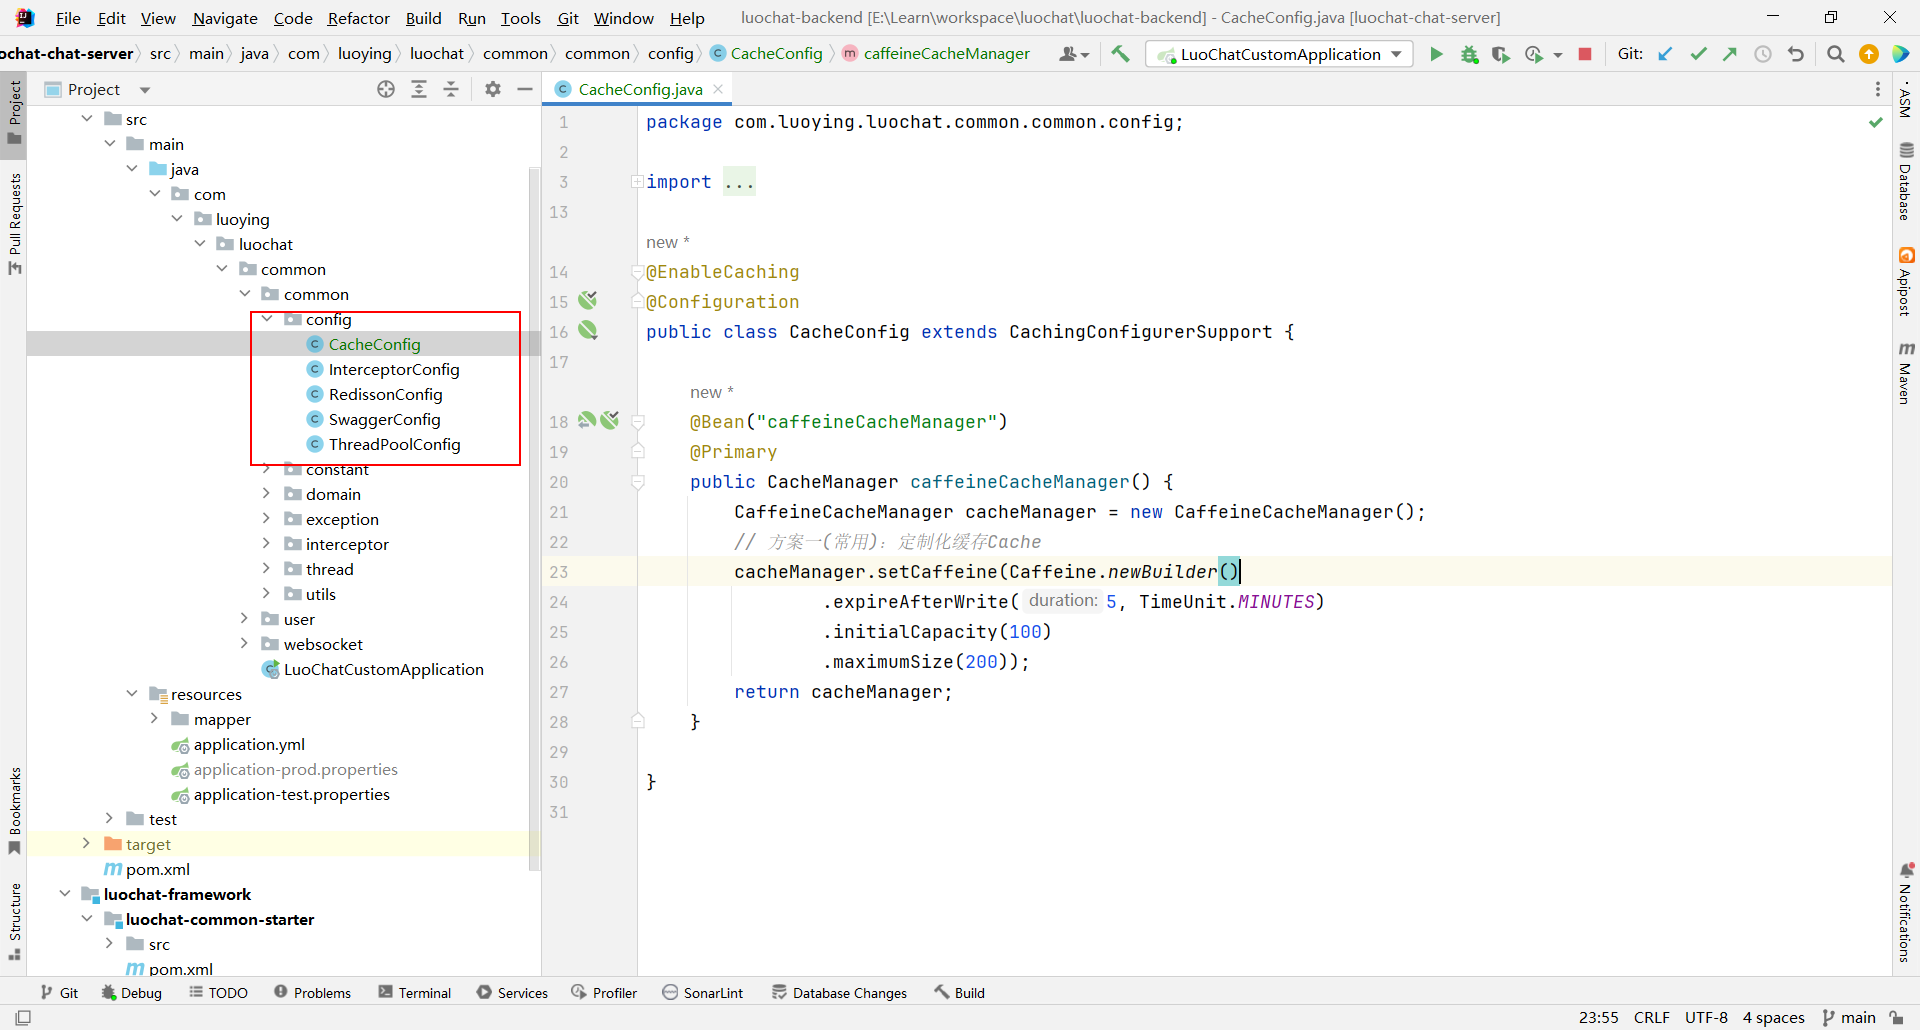 File Edit View Navigate Code Refactor Build Run Tools Git Window Help luochat-backend [E:\Learn\workspace\luochat\luochat-backend] - CacheConfig.java [luochat-chat-server]
ochat-chat-server src main java com luoying luochat common common config CacheConfig caffeineCacheManager LuoChatCustomApplication Git:
Project
CacheConfig.java
src
main
java
com
luoying
luochat
common
common
config
CacheConfig
InterceptorConfig
RedissonConfig
SwaggerConfig
ThreadPoolConfig
constant
domain
exception
interceptor
thread
utils
user
websocket
LuoChatCustomApplication
resources
mapper
application.yml
application-prod.properties
application-test.properties
test
target
pom.xml
luochat-framework
luochat-common-starter
src
pom.xml
1 package com.luoying.luochat.common.common.config;
2
3 import ...
13
new *
14 @EnableCaching
15 @Configuration
16 public class CacheConfig extends CachingConfigurerSupport {
17
new *
18 @Bean("caffeineCacheManager")
19 @Primary
20 public CacheManager caffeineCacheManager() {
21 CaffeineCacheManager cacheManager = new CaffeineCacheManager();
22 // 方案一(常用): 定制化缓存Cache
23 cacheManager.setCaffeine(Caffeine.newBuilder()
24 .expireAfterWrite( duration: 5, TimeUnit.MINUTES)
25 .initialCapacity(100)
26 .maximumSize(200));
27 return cacheManager;
28 }
29
30 }
31
Project
Pull Requests
Bookmarks
Structure
ASM
Database
Apipost
Maven
Notifications
Git Debug TODO Problems Terminal Services Profiler SonarLint Database Changes Build
23:55 CRLF UTF-8 4 spaces main